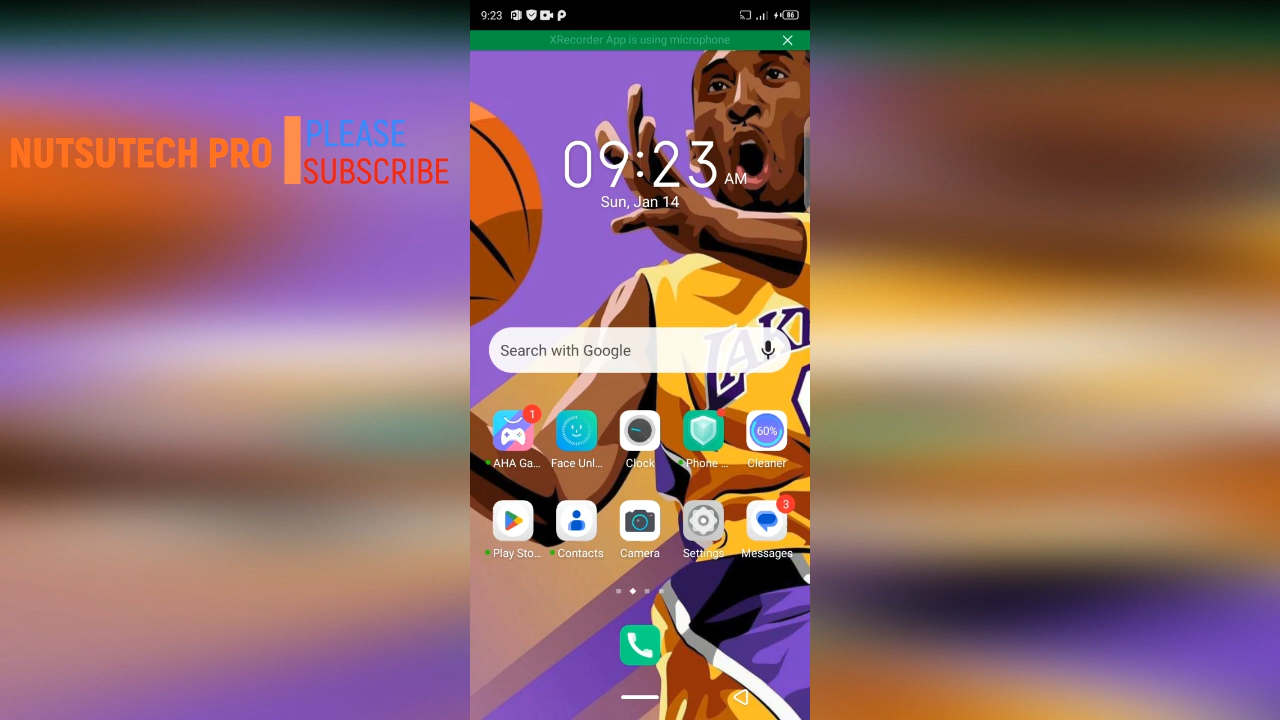 9:23
86
XRecorder App is using microphone
NUTSUTECH PRO
PLEASE
SUBSCRIBE
09:23 AM
Sun, Jan 14
Search with Google
1
60%
AHA Ga...
Face Unl...
Clock
Phone ...
Cleaner
3
Play Sto...
Contacts
Camera
Settings
Messages